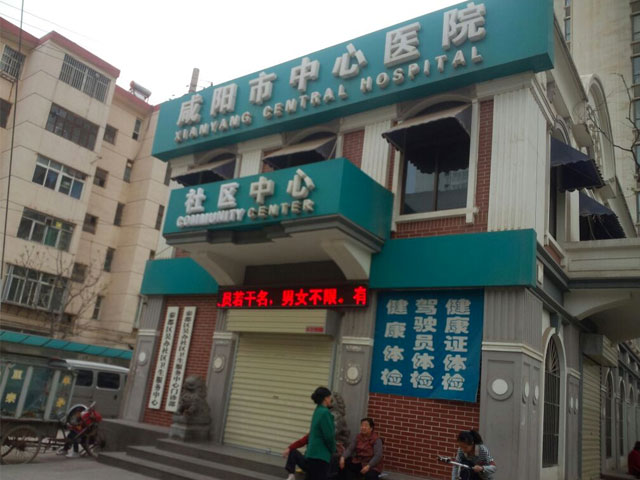 咸阳市中心医院
XIANYANG CENTRAL HOSPITAL
社区中心
COMMUNITY CENTER
员若干名，男女不限。有
健康证体检
驾驶员体检
健康体检